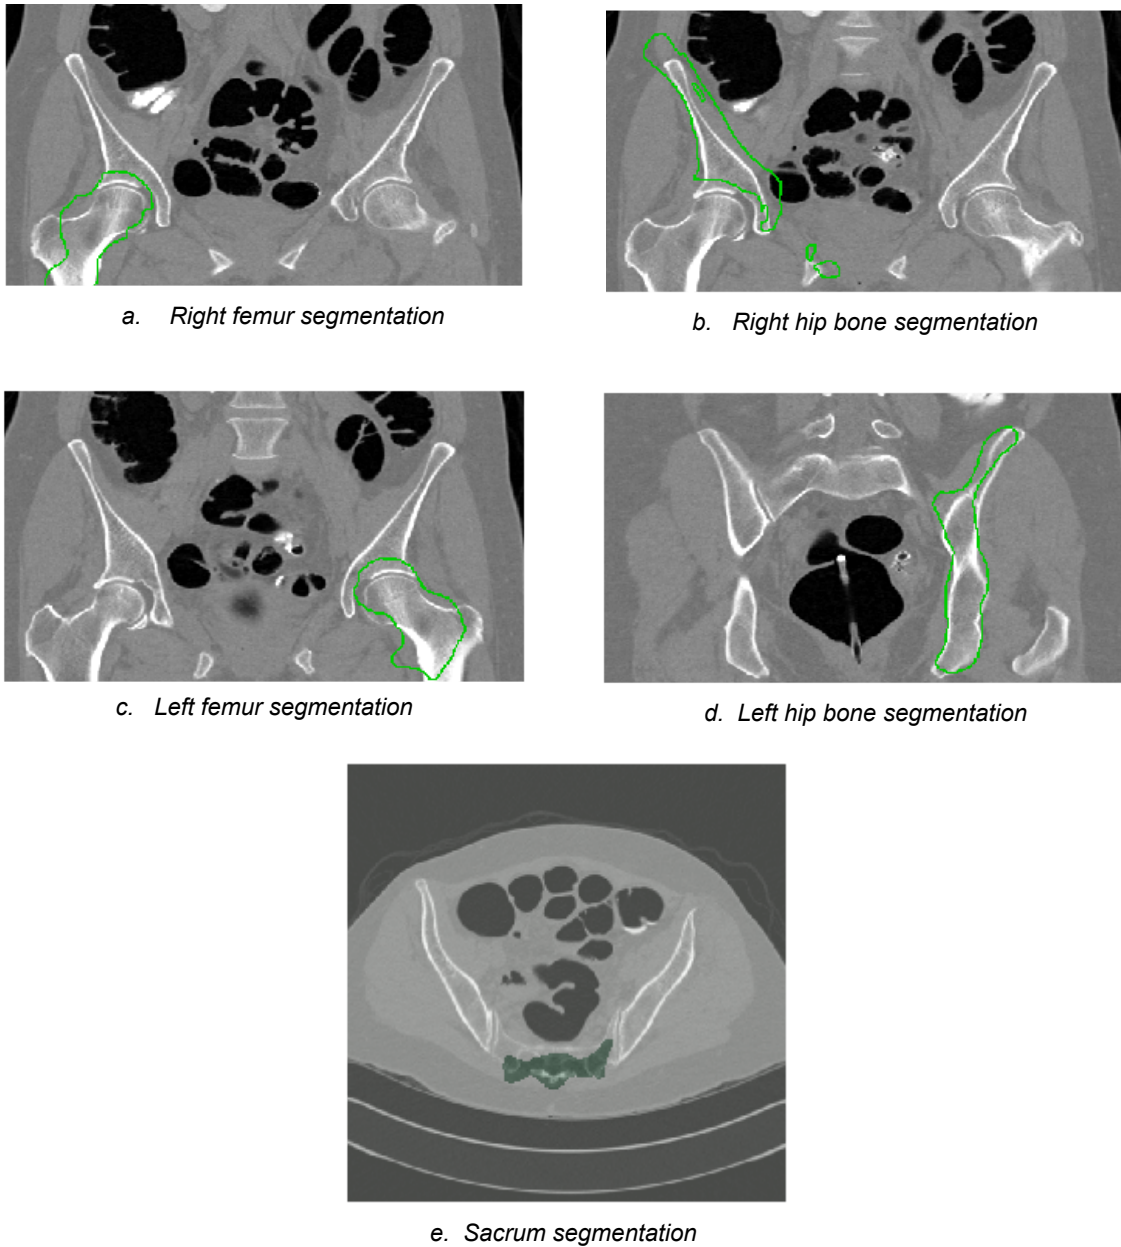 a. Right femur segmentation
b. Right hip bone segmentation
c. Left femur segmentation
d. Left hip bone segmentation
e. Sacrum segmentation